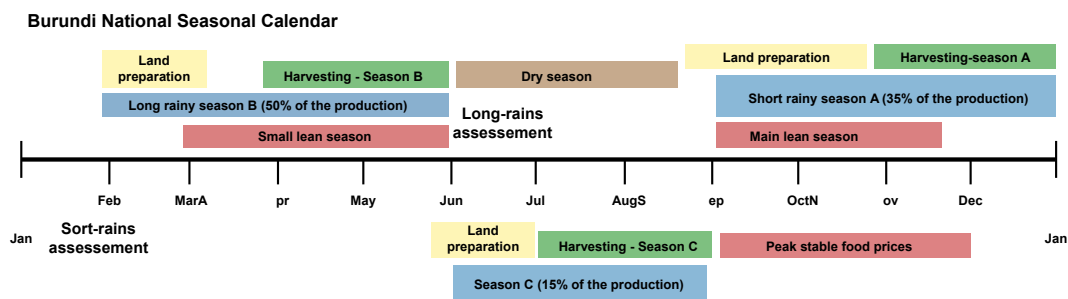 Burundi National Seasonal Calendar
Land
preparation
Harvesting - Season B
Dry season
Land preparation
Harvesting-season A
Long rainy season B (50% of the production)
Short rainy season A (35% of the production)
Long-rains
assessement
Small lean season
Main lean season
Feb
MarA
pr
May
Jun
Jul
AugS
ep
OctN
ov
Dec
Jan
Sort-rains
assessement
Land
preparation
Harvesting - Season C
Peak stable food prices
Jan
Season C (15% of the production)